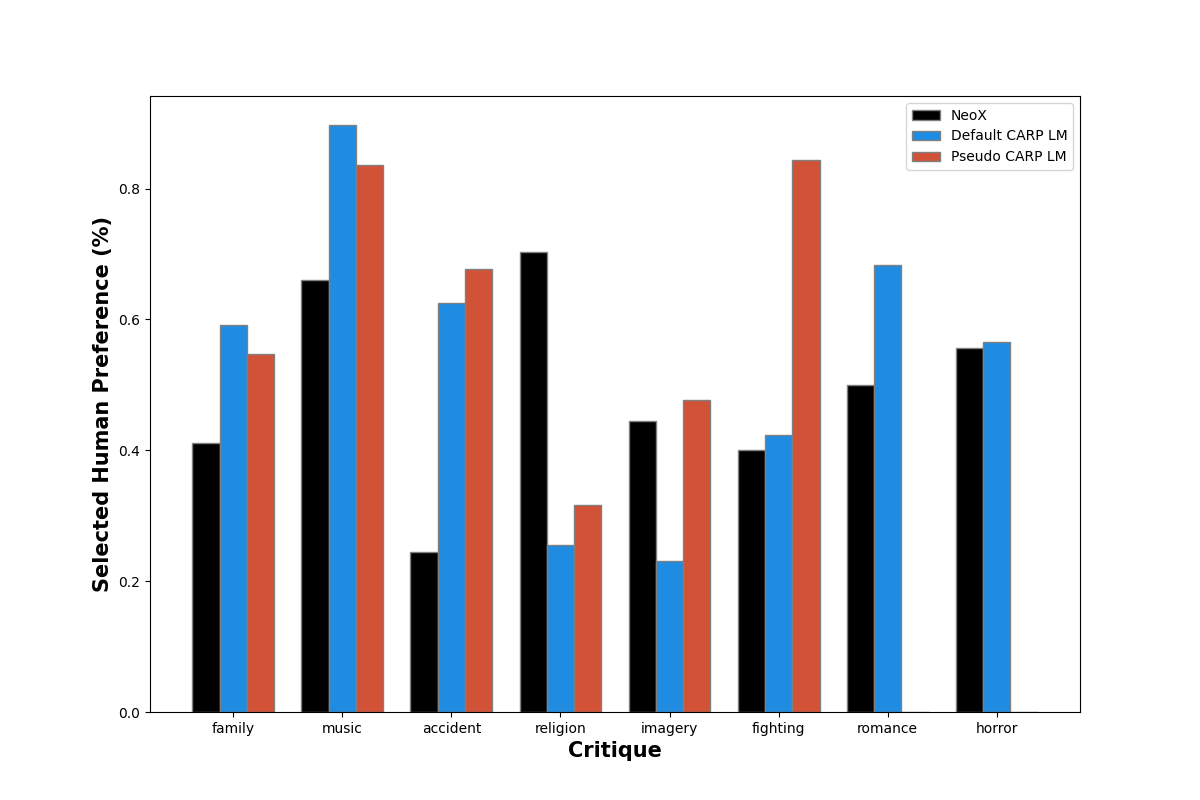 NeoX
Default CARP LM
Pseudo CARP LM
Selected Human Preference (%)
0.8
0.6
0.4
0.2
0.0
family music accident religion imagery fighting romance horror
Critique